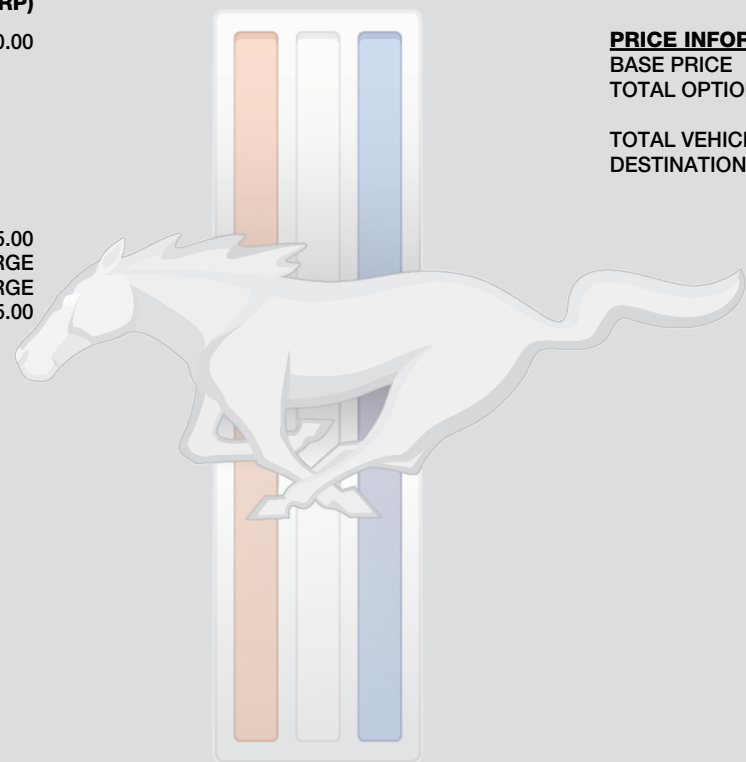 RP)
0.00
5.00
RGE
RGE
5.00
PRICE INFOR
BASE PRICE
TOTAL OPTIO
TOTAL VEHICL
DESTINATION